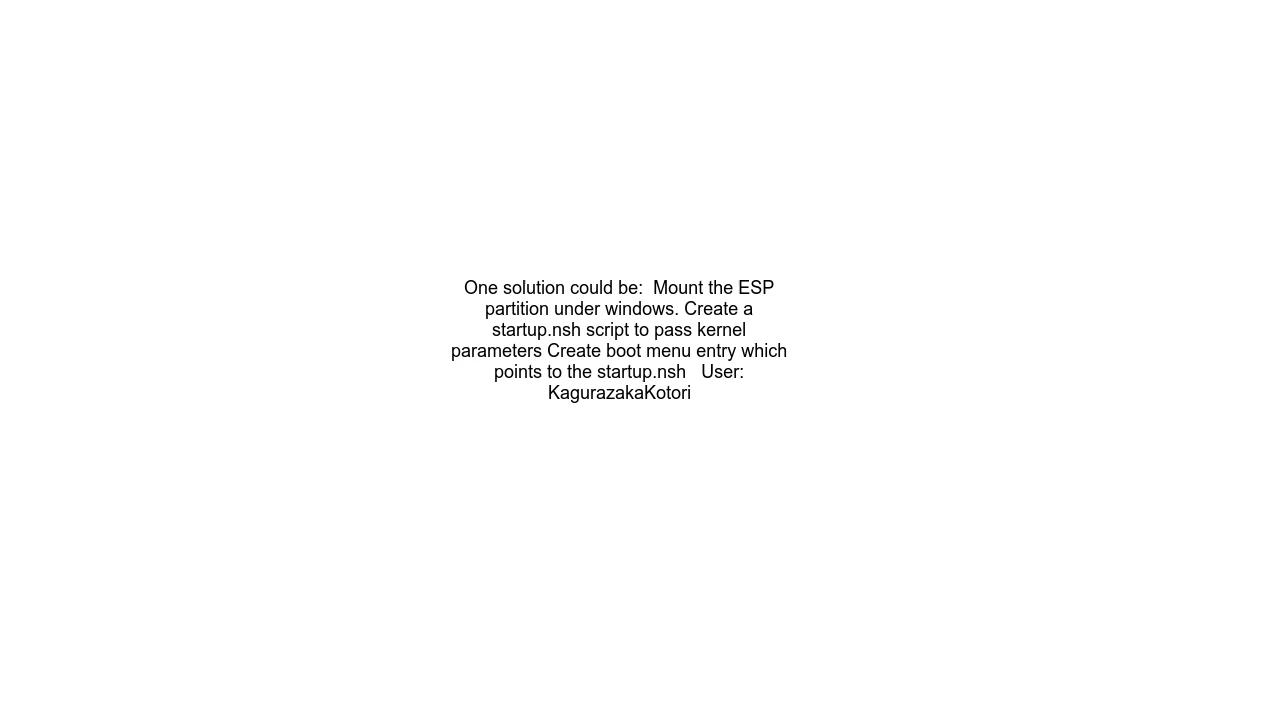 One solution could be:  Mount the ESP
partition under windows. Create a
startup.nsh script to pass kernel
parameters Create boot menu entry which
points to the startup.nsh   User:
KagurazakaKotori